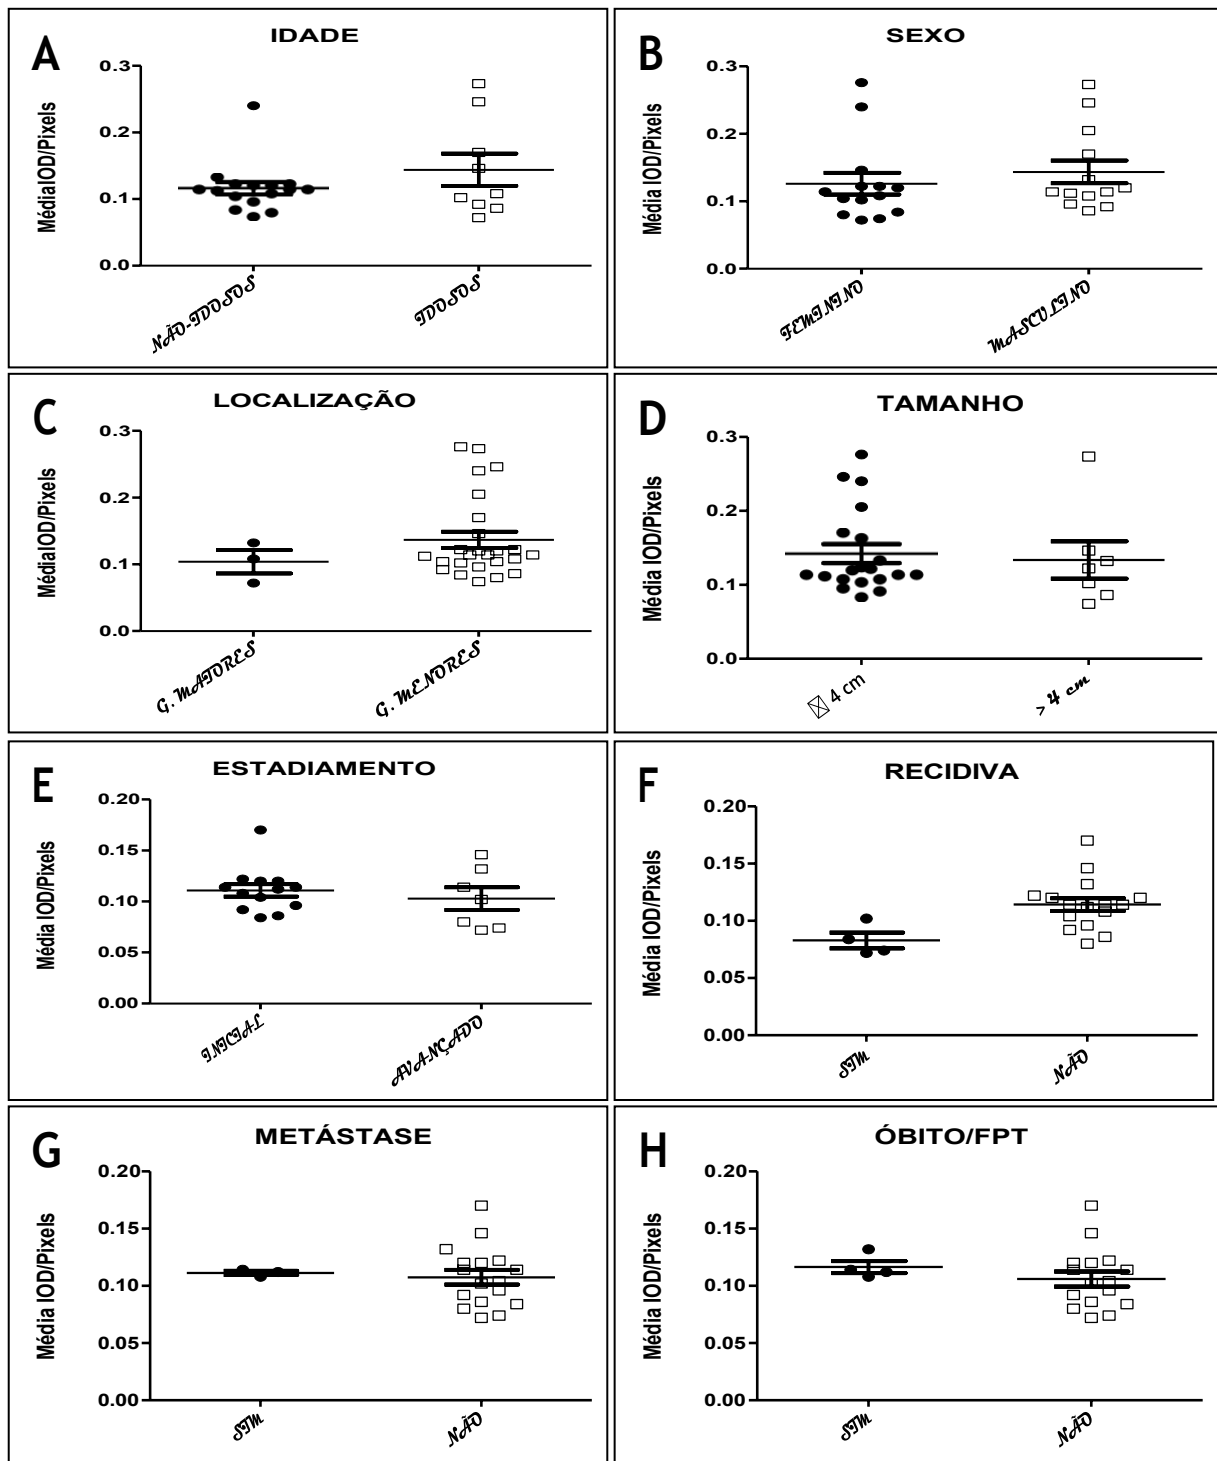 A
IDADE
MédiaIOD/Pixels
0.3
0.2
0.1
0.0
NÃO-IDOSOS
IDOSOS
B
SEXO
Média IOD/Pixels
0.3
0.2
0.1
0.0
FEMININO
MASCULINO
C
LOCALIZAÇÃO
MédiaIOD/Pixels
0.3
0.2
0.1
0.0
G. MAIORES
G. MENORES
D
TAMANHO
Média IOD/Pixels
0.3
0.2
0.1
0.0
4 cm
> 4 cm
E
ESTADIAMENTO
Média IOD/Pixels
0.20
0.15
0.10
0.05
0.00
INICIAL
AVANÇADO
F
RECIDIVA
Média IOD/Pixels
0.20
0.15
0.10
0.05
0.00
SIM
NÃO
G
METÁSTASE
Média IOD/Pixels
0.20
0.15
0.10
0.05
0.00
SIM
NÃO
H
ÓBITO/FPT
Média IOD/Pixels
0.20
0.15
0.10
0.05
0.00
SIM
NÃO